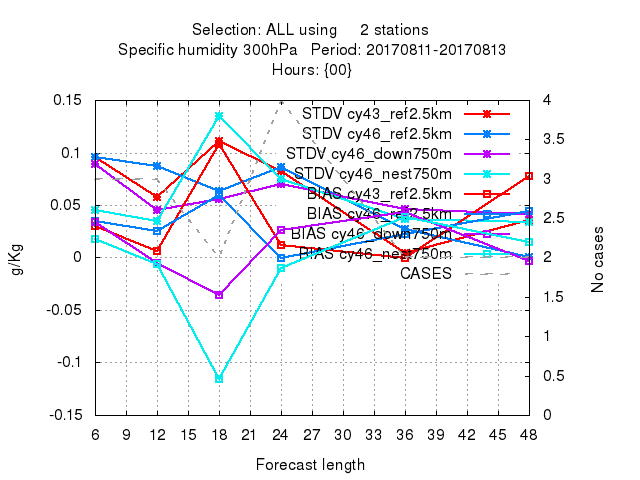 Selection: ALL using 2 stations
Specific humidity 300hPa Period: 20170811-20170813
Hours: {00}
0.15
0.1
0.05
0
-0.05
-0.1
-0.15
g/Kg
4
3.5
3
2.5
2
1.5
1
0.5
0
No cases
STDV cy43_ref2.5km
STDV cy46_ref2.5km
STDV cy46_down750m
STDV cy46_nest750m
BIAS cy43_ref2.5km
BIAS cy46_ref2.5km
BIAS cy46_down750m
BIAS cy46_nest750m
CASES
6 9 12 15 18 21 24 27 30 33 36 39 42 45 48
Forecast length